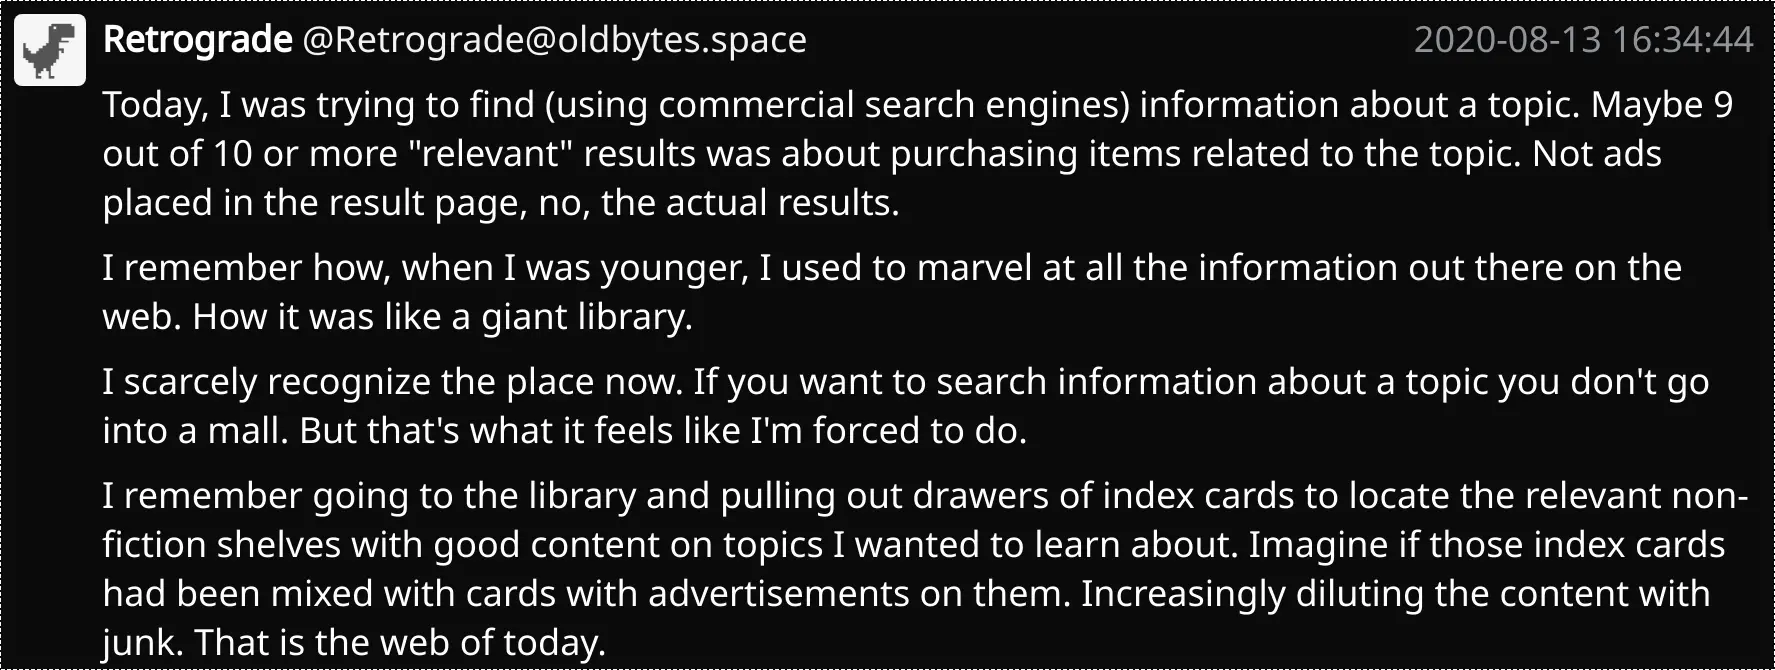 Retrograde @Retrograde@oldbytes.space 2020-08-13 16:34:44
Today, I was trying to find (using commercial search engines) information about a topic. Maybe 9
out of 10 or more "relevant" results was about purchasing items related to the topic. Not ads
placed in the result page, no, the actual results.
I remember how, when I was younger, I used to marvel at all the information out there on the
web. How it was like a giant library.
I scarcely recognize the place now. If you want to search information about a topic you don't go
into a mall. But that's what it feels like I'm forced to do.
I remember going to the library and pulling out drawers of index cards to locate the relevant non-
fiction shelves with good content on topics I wanted to learn about. Imagine if those index cards
had been mixed with cards with advertisements on them. Increasingly diluting the content with
junk. That is the web of today.